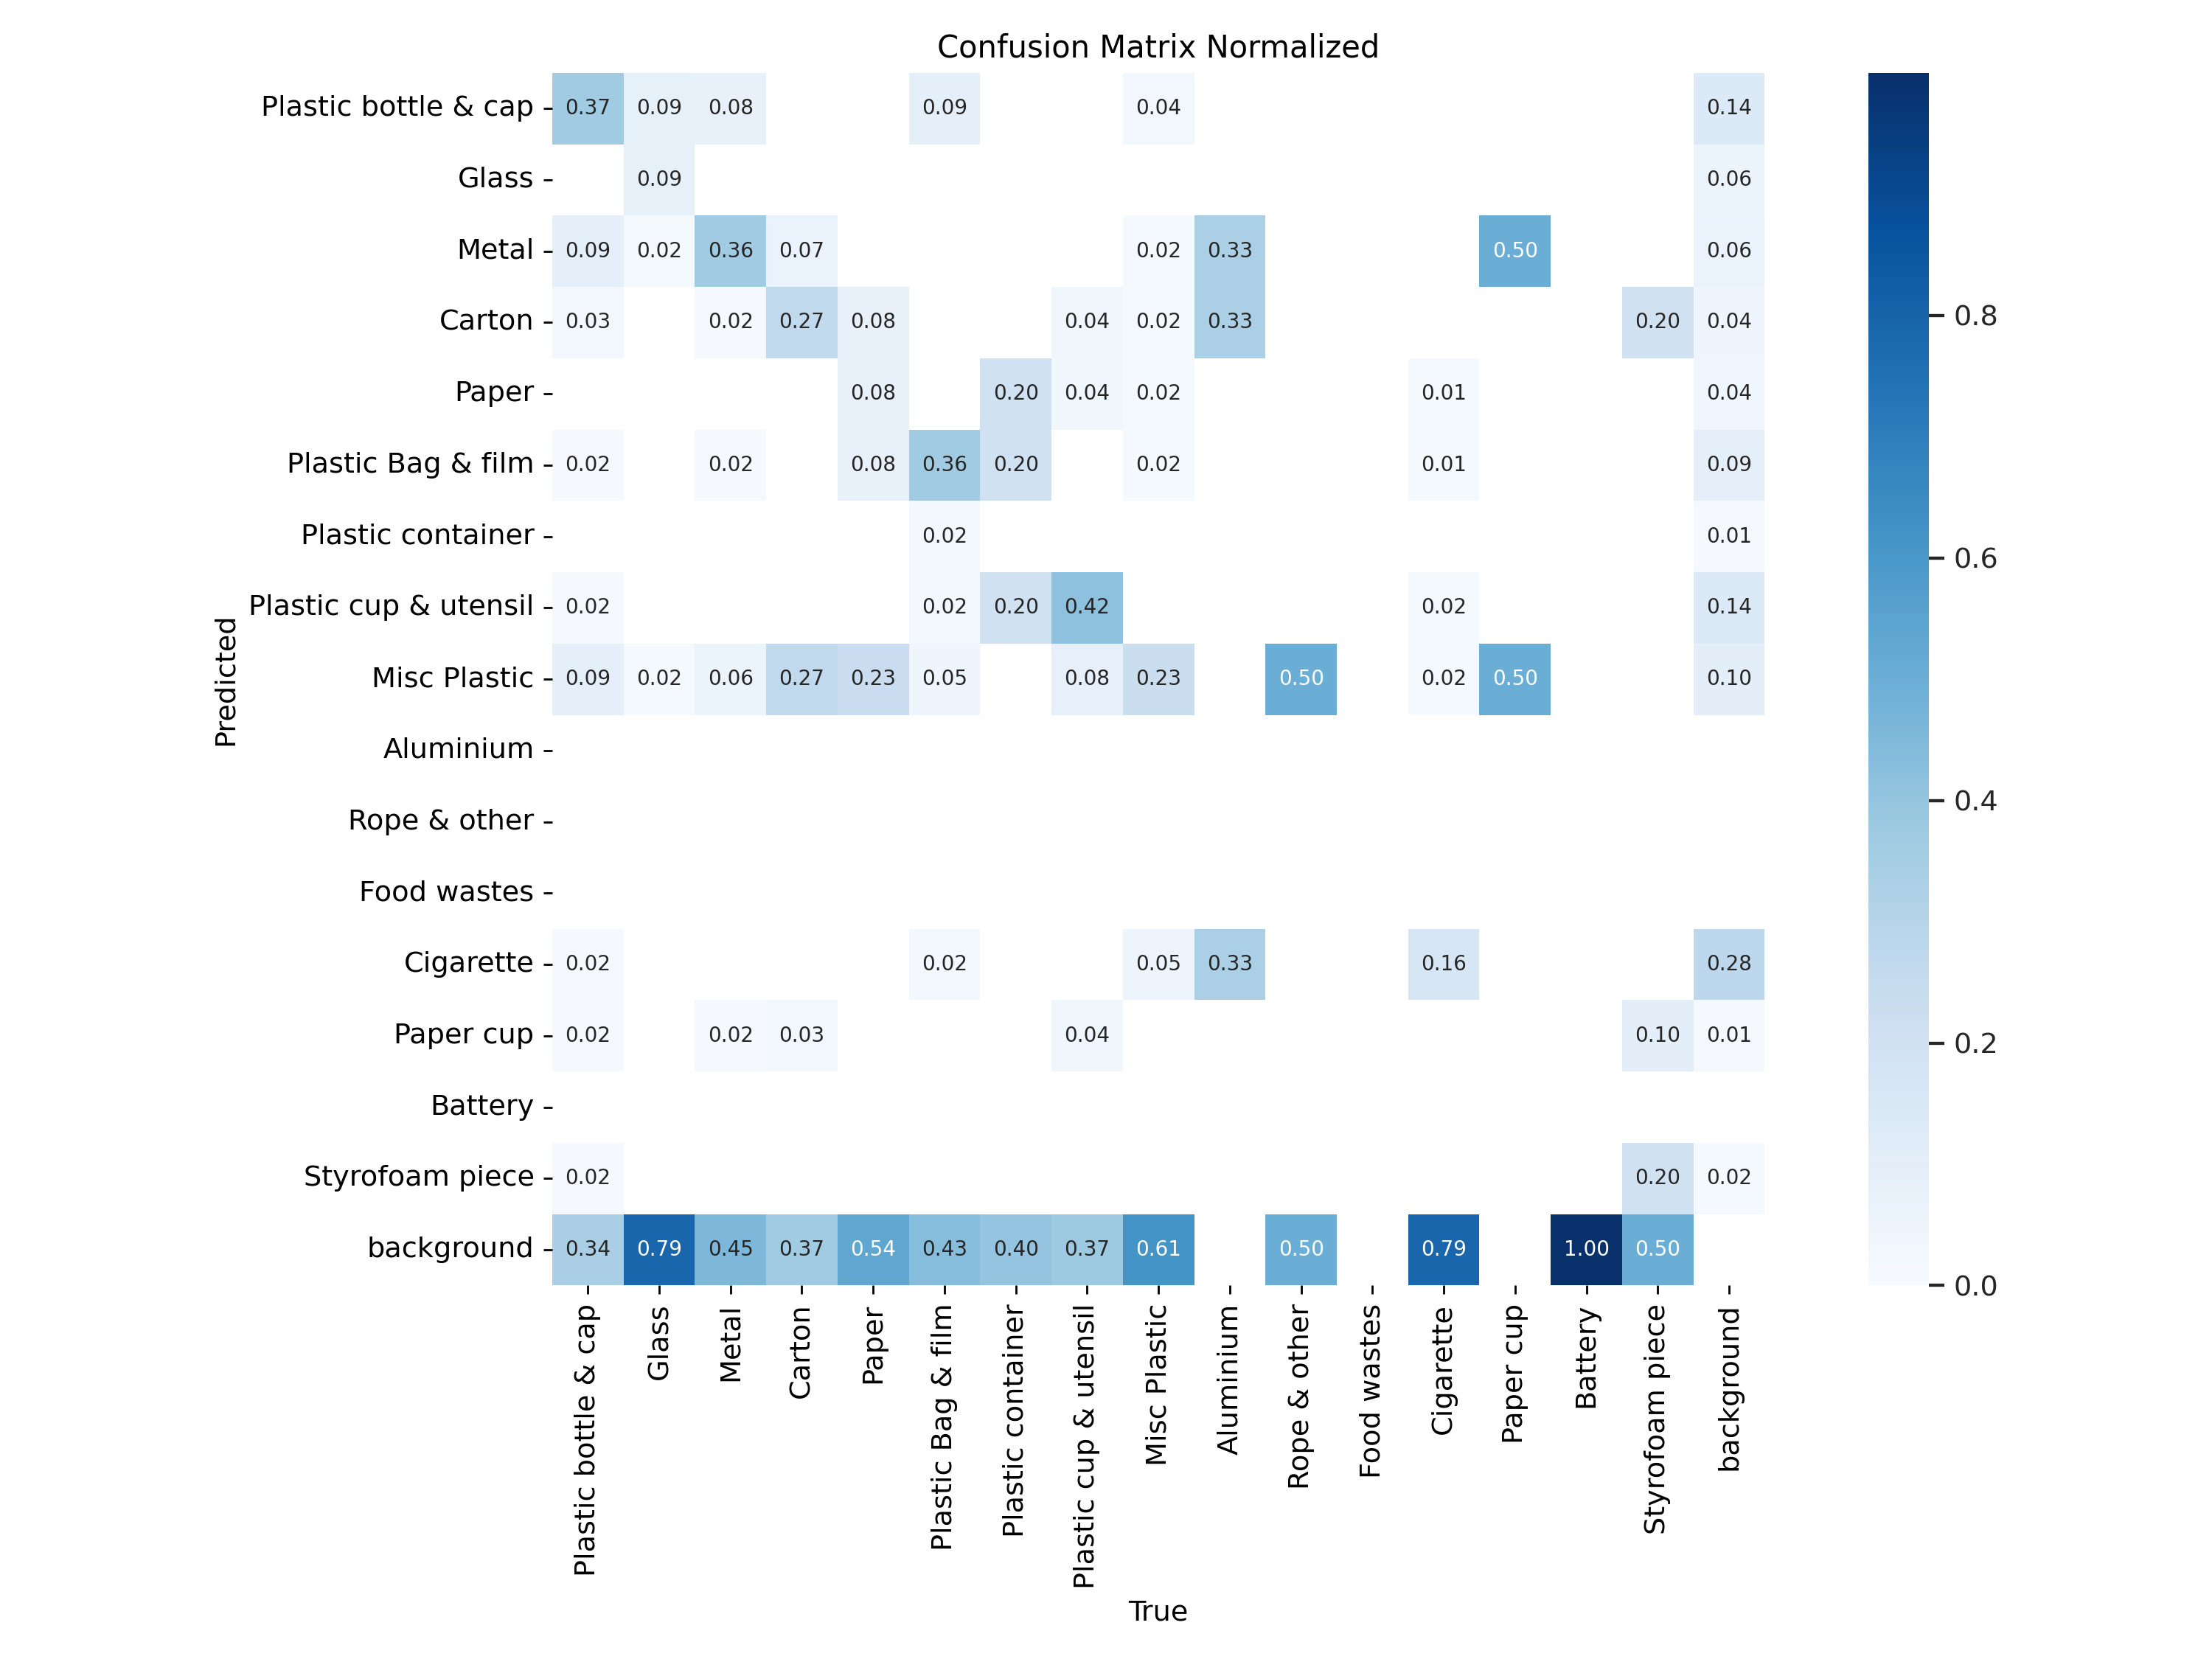 Confusion Matrix Normalized
Plastic bottle & cap 0.37 0.09 0.08 0.09 0.04 0.14
Glass 0.09 0.06
Metal 0.09 0.02 0.36 0.07 0.02 0.33 0.50 0.06
Carton 0.03 0.02 0.27 0.08 0.04 0.02 0.33 0.20 0.04
Paper 0.08 0.20 0.04 0.02 0.01 0.04
Plastic Bag & film 0.02 0.02 0.08 0.36 0.20 0.02 0.01 0.09
Plastic container 0.02 0.01
Plastic cup & utensil 0.02 0.02 0.20 0.42 0.02 0.14
Misc Plastic 0.09 0.02 0.06 0.27 0.23 0.05 0.08 0.23 0.50 0.02 0.50 0.10
Aluminium
Rope & other
Food wastes
Cigarette 0.02 0.02 0.05 0.33 0.16 0.28
Paper cup 0.02 0.02 0.03 0.04 0.10 0.01
Battery
Styrofoam piece 0.02 0.20 0.02
background 0.34 0.79 0.45 0.37 0.54 0.43 0.40 0.37 0.61 0.50 0.79 1.00 0.50
Predicted
Plastic bottle & cap
Glass
Metal
Carton
Paper
Plastic Bag & film
Plastic container
Plastic cup & utensil
Misc Plastic
Aluminium
Rope & other
Food wastes
Cigarette
Paper cup
Battery
Styrofoam piece
background
True
0.8
0.6
0.4
0.2
0.0